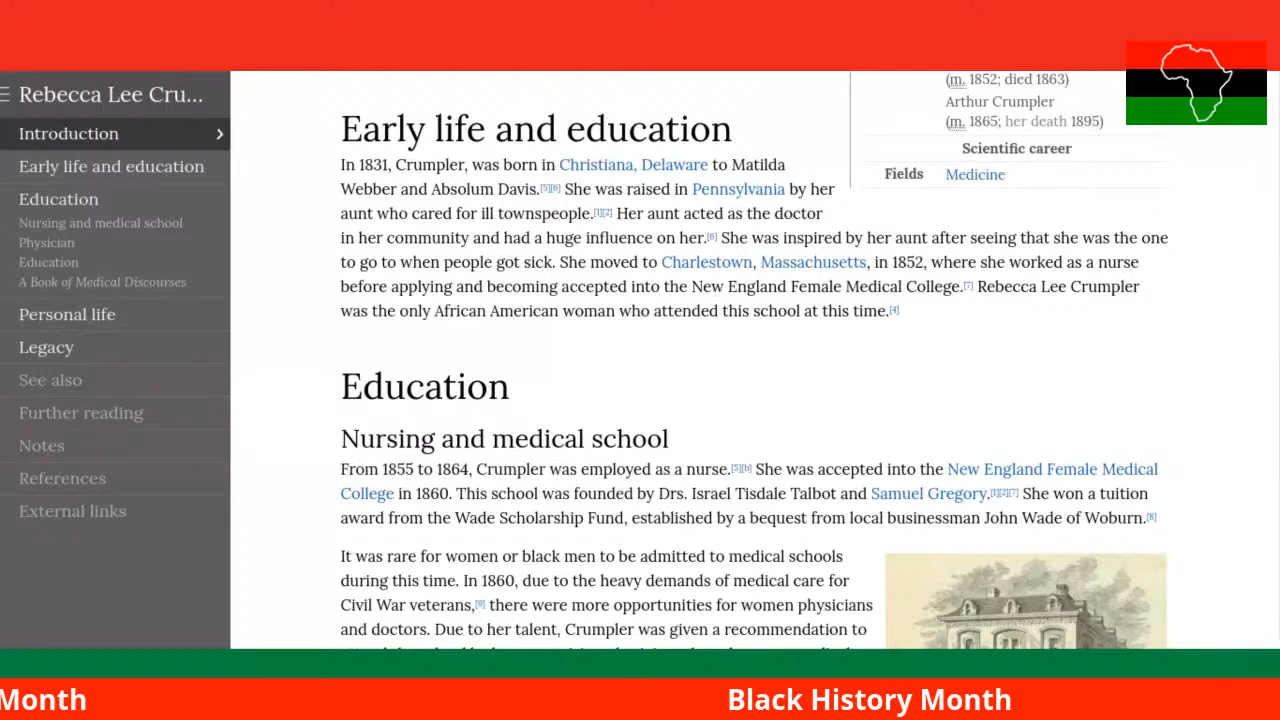 Rebecca Lee Cru...
Introduction
Early life and education
Education
Nursing and medical school
Physician
Education
A Book of Medical Discourses
Personal life
Legacy
See also
Further reading
Notes
References
External links
(m. 1852; died 1863)
Arthur Crumpler
(m. 1865; her death 1895)
Scientific career
Fields Medicine
Early life and education
In 1831, Crumpler, was born in Christiana, Delaware to Matilda
Webber and Absolum Davis.[5][6] She was raised in Pennsylvania by her
aunt who cared for ill townspeople.[1][2] Her aunt acted as the doctor
in her community and had a huge influence on her.[6] She was inspired by her aunt after seeing that she was the one
to go to when people got sick. She moved to Charlestown, Massachusetts, in 1852, where she worked as a nurse
before applying and becoming accepted into the New England Female Medical College.[7] Rebecca Lee Crumpler
was the only African American woman who attended this school at this time.[4]
Education
Nursing and medical school
From 1855 to 1864, Crumpler was employed as a nurse.[5][b] She was accepted into the New England Female Medical
College in 1860. This school was founded by Drs. Israel Tisdale Talbot and Samuel Gregory.[1][2][7] She won a tuition
award from the Wade Scholarship Fund, established by a bequest from local businessman John Wade of Woburn.[8]
It was rare for women or black men to be admitted to medical schools
during this time. In 1860, due to the heavy demands of medical care for
Civil War veterans,[9] there were more opportunities for women physicians
and doctors. Due to her talent, Crumpler was given a recommendation to
Month
Black History Month